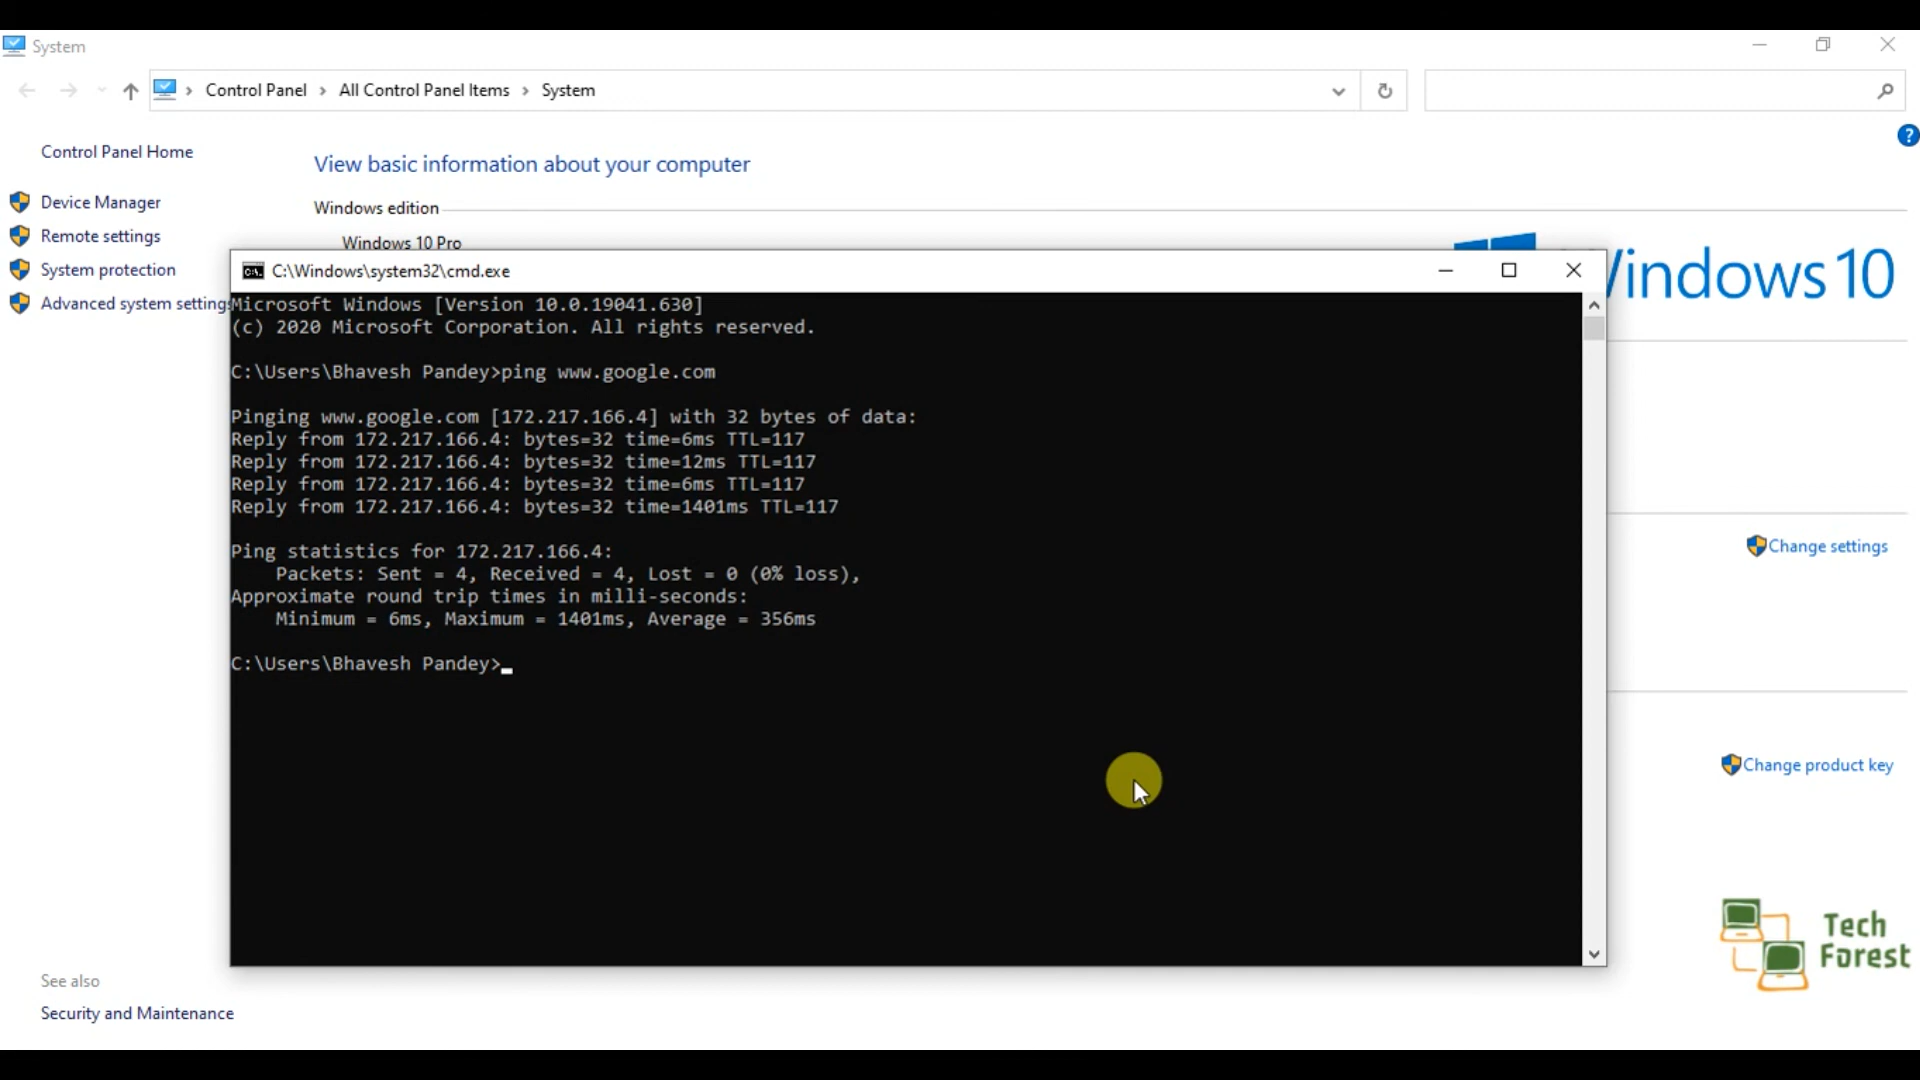 System
Control Panel › All Control Panel Items › System
?
Control Panel Home
View basic information about your computer
Device Manager
Windows edition
Remote settings
Windows 10 Pro
System protection
Windows 10
Advanced system settings
C:\Windows\system32\cmd.exe
Microsoft Windows [Version 10.0.19041.630]
(c) 2020 Microsoft Corporation. All rights reserved.
C:\Users\Bhavesh Pandey>ping www.google.com
Pinging www.google.com [172.217.166.4] with 32 bytes of data:
Reply from 172.217.166.4: bytes=32 time=6ms TTL=117
Reply from 172.217.166.4: bytes=32 time=12ms TTL=117
Reply from 172.217.166.4: bytes=32 time=6ms TTL=117
Reply from 172.217.166.4: bytes=32 time=1401ms TTL=117
Ping statistics for 172.217.166.4:
Packets: Sent = 4, Received = 4, Lost = 0 (0% loss),
Approximate round trip times in milli-seconds:
Minimum = 6ms, Maximum = 1401ms, Average = 356ms
C:\Users\Bhavesh Pandey>
Change settings
Change product key
Tech
Forest
See also
Security and Maintenance